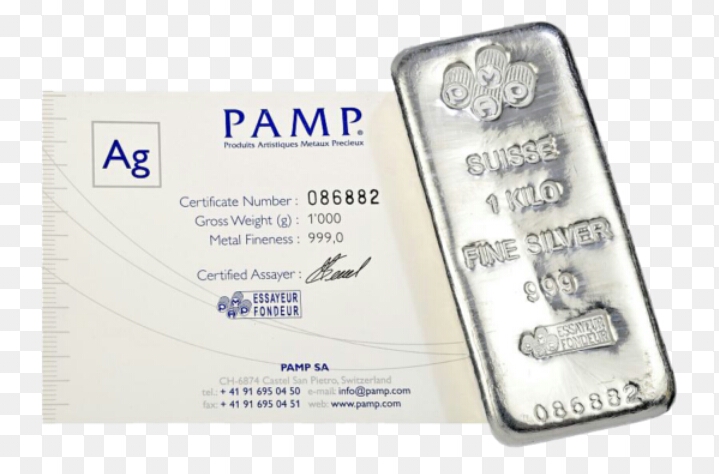 Ag
PAMP®
Produits Artistiques Metaux Precieux
Certificate Number : 086882
Gross Weight (g) : 1'000
Metal Fineness : 999,0
Certified Assayer :
PAMP
ESSAYEUR
FONDEUR
PAMP SA
CH-6874 Castel San Pietro, Switzerland
tel.: + 41 91 695 04 50 e-mail: info@pamp.com
fax: + 41 91 695 04 51 web: www.pamp.com
PAMP
SUISSE
1 KILO
FINE SILVER
999
ESSAYEUR
FONDEUR
086882